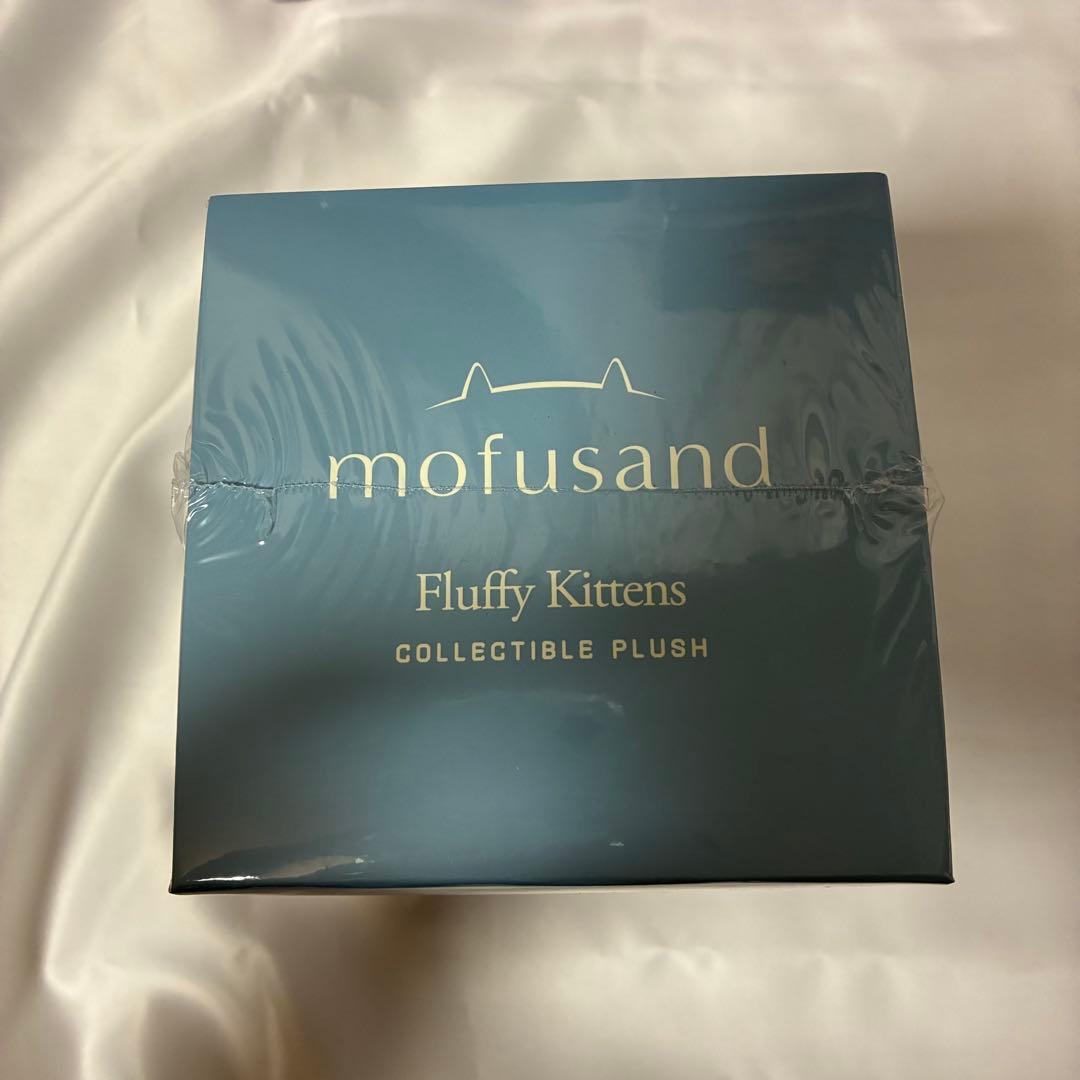 mofusand
Fluffy Kittens
COLLECTIBLE PLUSH